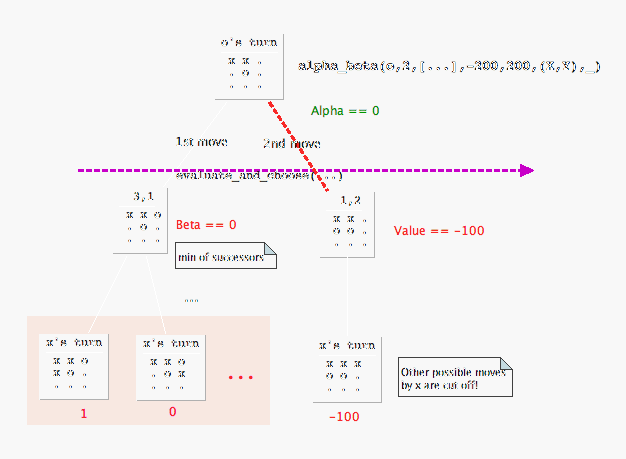 o's turn
x x .
. o .
. . .
alpha_beta(o,2,[...],-200,200,(X,Y),_)
Alpha == 0
1st move
2nd move
evaluate_and_choose(...)
3,1
x x o
. o .
. . .
Beta == 0
min of successors
1,2
x x .
o o .
. . .
Value == -100
...
x's turn
x x o
x o .
. . .
1
x's turn
x x o
. o x
. . .
0
...
x's turn
x x x
o o .
. . .
-100
Other possible moves
by x are cut off!